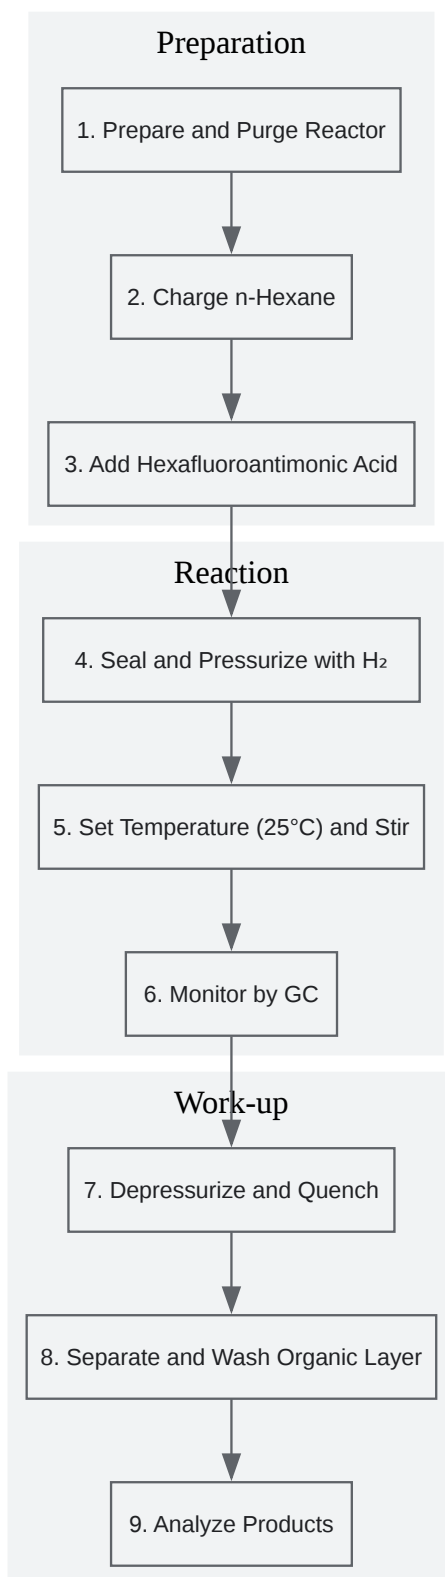 Preparation
1. Prepare and Purge Reactor
2. Charge n-Hexane
3. Add Hexafluoroantimonic Acid
Reaction
4. Seal and Pressurize with H₂
5. Set Temperature (25°C) and Stir
6. Monitor by GC
Work-up
7. Depressurize and Quench
8. Separate and Wash Organic Layer
9. Analyze Products